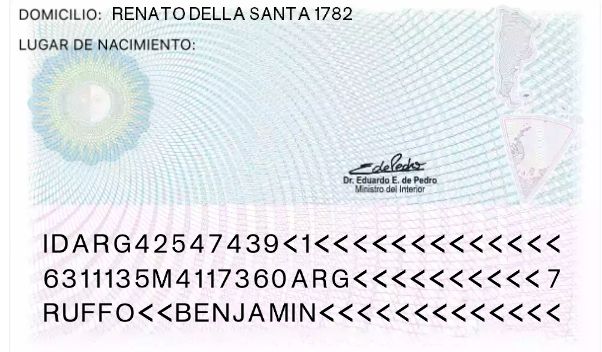 DOMICILIO: RENATO DELLA SANTA 1782
LUGAR DE NACIMIENTO:
EdePedro
Dr. Eduardo E. de Pedro
Ministro del Interior
IDARG42547439<1<<<<<<<<<<<<<
6311135M4117360ARG<<<<<<<<<<7
RUFFO<<BENJAMIN<<<<<<<<<<<<<